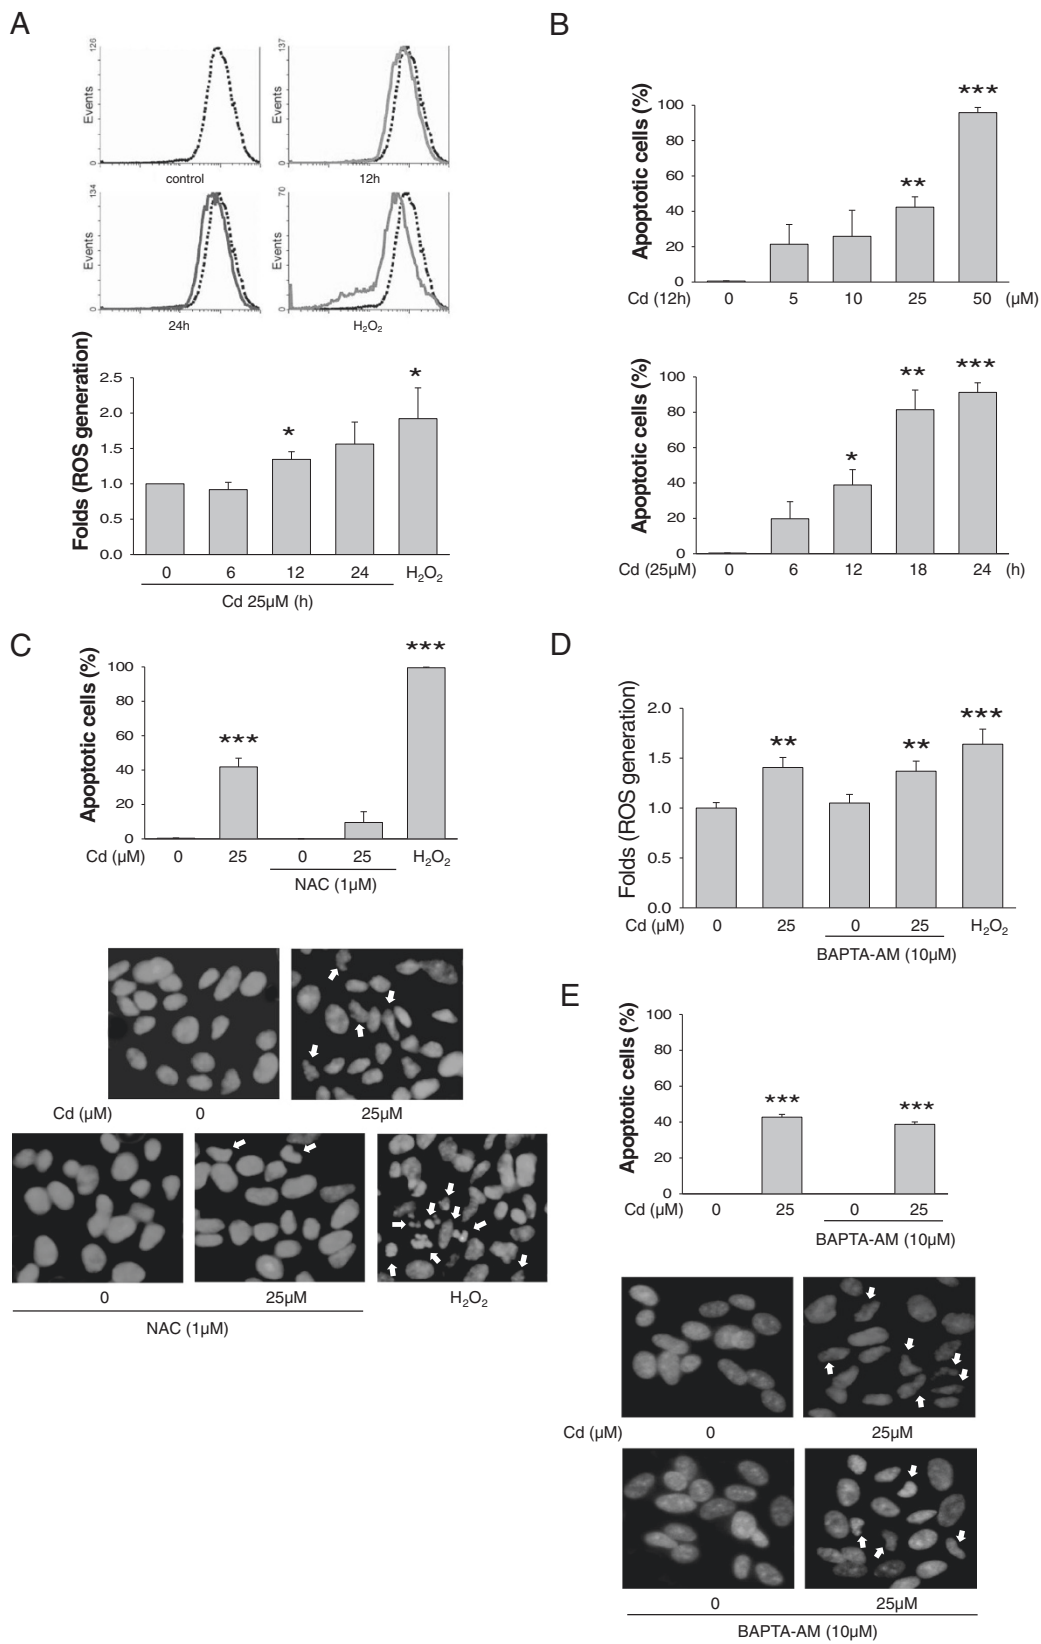 A
126
Events
0
control
137
Events
0
12h
134
Events
0
24h
70
Events
0
H₂O₂
Folds (ROS generation)
2.5
2.0
1.5
1.0
0.5
0.0
*
*
0 6 12 24 H₂O₂
Cd 25µM (h)
B
Apoptotic cells (%)
100
80
60
40
20
0
**
***
Cd (12h) 0 5 10 25 50 (µM)
Apoptotic cells (%)
100
80
60
40
20
0
*
**
***
Cd (25µM) 0 6 12 18 24 (h)
C
Apoptotic cells (%)
100
80
60
40
20
0
***
***
Cd (µM) 0 25 0 25 H₂O₂
NAC (1µM)
Cd (µM) 0 25µM
0 25µM H₂O₂
NAC (1µM)
D
Folds (ROS generation)
2.0
1.5
1.0
0.5
0.0
**
**
***
Cd (µM) 0 25 0 25 H₂O₂
BAPTA-AM (10µM)
E
Apoptotic cells (%)
100
80
60
40
20
0
***
***
Cd (µM) 0 25 0 25
BAPTA-AM (10µM)
Cd (µM) 0 25µM
0 25µM
BAPTA-AM (10µM)